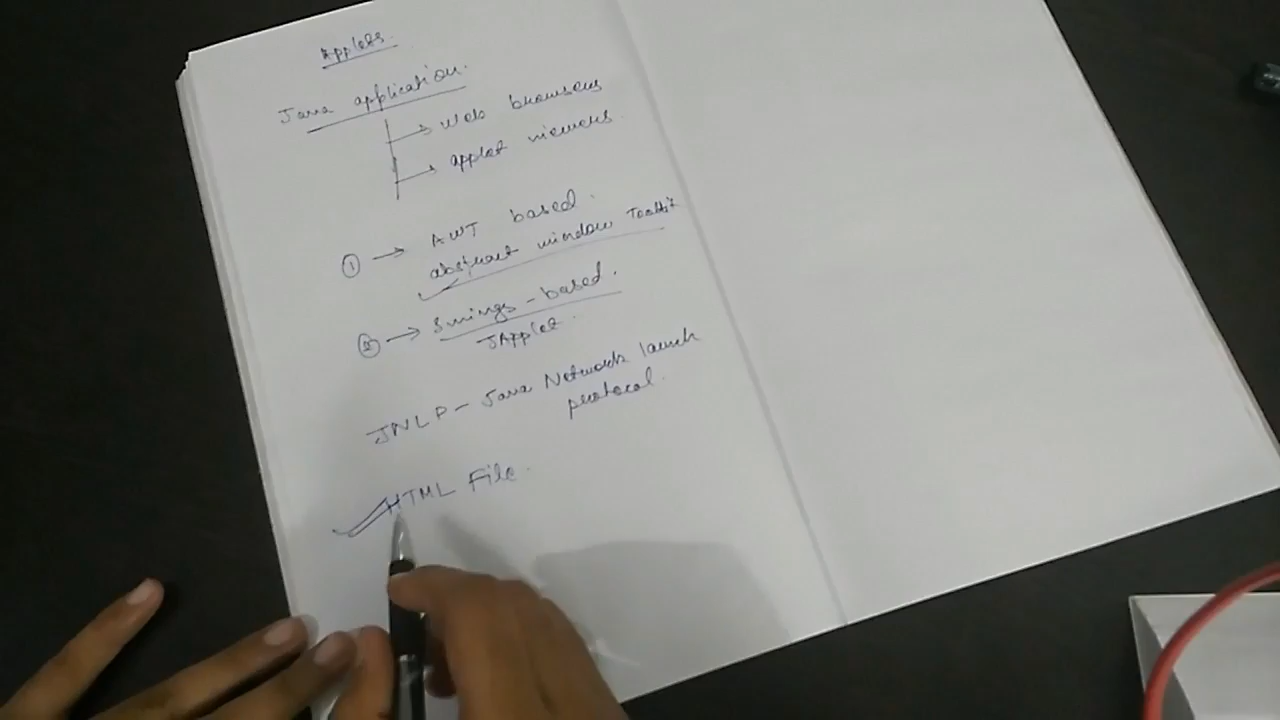 Applets.
Java application.
→ Web browsers
→ applet viewers.
① → AWT based.
abstract window Toolkit
② → Swings-based.
JApplet.
JNLP - Java Network launch
protocol.
HTML File.